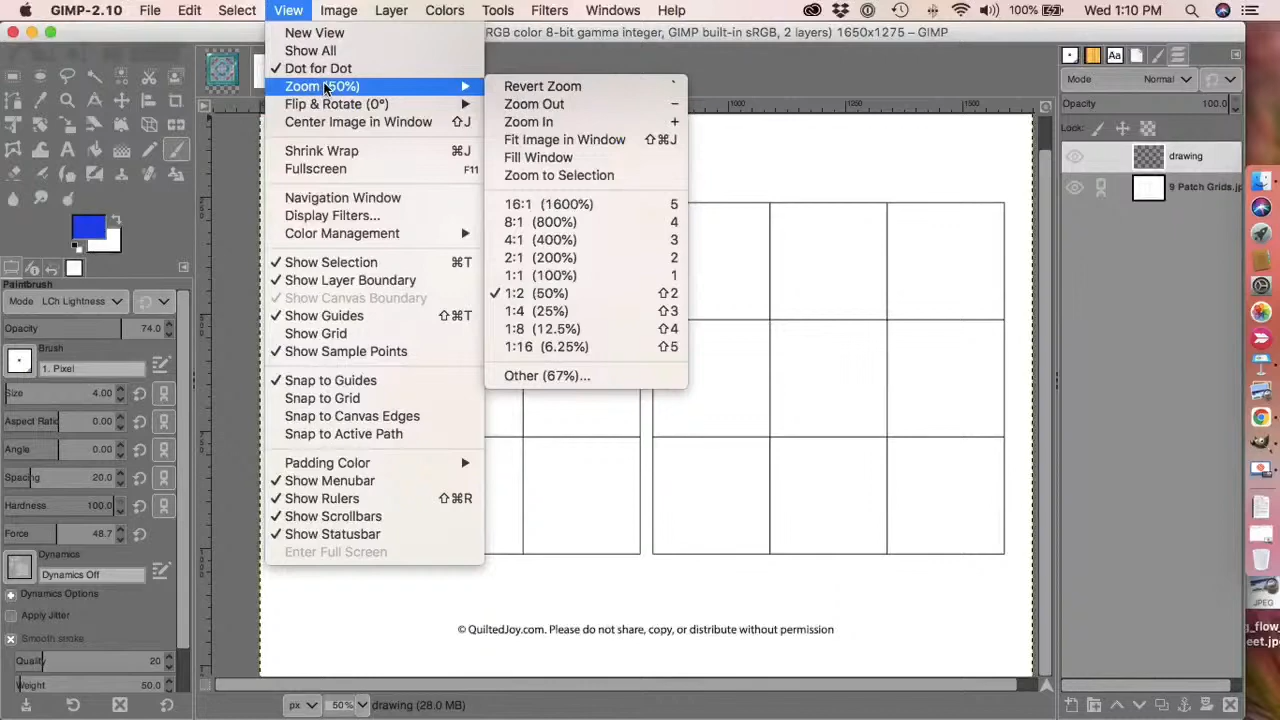 GIMP-2.10 File Edit Select View Image Layer Colors Tools Filters Windows Help 100% Wed 1:10 PM
RGB color 8-bit gamma integer, GIMP built-in sRGB, 2 layers) 1650x1275 – GIMP
New View
Show All
Dot for Dot
Zoom (50%)
Flip & Rotate (0°)
Center Image in Window ⇧J
Shrink Wrap ⌘J
Fullscreen F11
Navigation Window
Display Filters...
Color Management
Show Selection ⌘T
Show Layer Boundary
Show Canvas Boundary
Show Guides ⇧⌘T
Show Grid
Show Sample Points
Snap to Guides
Snap to Grid
Snap to Canvas Edges
Snap to Active Path
Padding Color
Show Menubar
Show Rulers ⇧⌘R
Show Scrollbars
Show Statusbar
Enter Full Screen
Revert Zoom `
Zoom Out −
Zoom In +
Fit Image in Window ⇧⌘J
Fill Window
Zoom to Selection
16:1 (1600%) 5
8:1 (800%) 4
4:1 (400%) 3
2:1 (200%) 2
1:1 (100%) 1
1:2 (50%) ⇧2
1:4 (25%) ⇧3
1:8 (12.5%) ⇧4
1:16 (6.25%) ⇧5
Other (67%)...
1000 1250 1500
Paintbrush
Mode LCh Lightness
Opacity 74.0
Brush
1. Pixel
Size 4.00
Aspect Ratio 0.00
Angle 0.00
Spacing 20.0
Hardness 100.0
Force 48.7
Dynamics
Dynamics Off
Dynamics Options
Apply Jitter
Smooth stroke
Quality 20
Weight 50.0
© QuiltedJoy.com. Please do not share, copy, or distribute without permission
px 50% drawing (28.0 MB)
Mode Normal
Opacity 100.0
Lock:
drawing
9 Patch Grids.jp
JPEG
g_flow_
eet.jpe